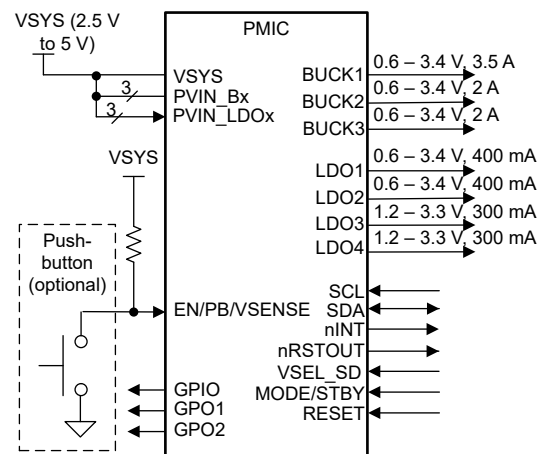 VSYS (2.5 V
to 5 V)
PMIC
VSYS
PVIN_Bx
PVIN_LDOx
3
3
BUCK1
BUCK2
BUCK3
0.6 – 3.4 V, 3.5 A
0.6 – 3.4 V, 2 A
0.6 – 3.4 V, 2 A
VSYS
LDO1
LDO2
LDO3
LDO4
0.6 – 3.4 V, 400 mA
0.6 – 3.4 V, 400 mA
1.2 – 3.3 V, 300 mA
1.2 – 3.3 V, 300 mA
Push-
button
(optional)
EN/PB/VSENSE
SCL
SDA
nINT
nRSTOUT
VSEL_SD
MODE/STBY
RESET
GPIO
GPO1
GPO2